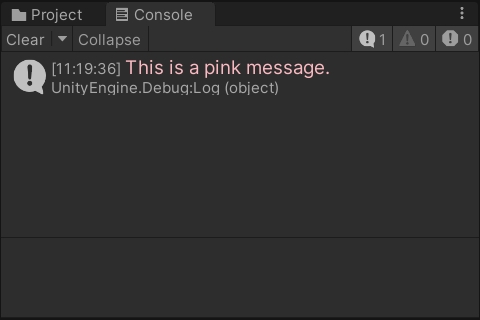 Project Console
Clear Collapse 1 0 0
[11:19:36] This is a pink message.
UnityEngine.Debug:Log (object)